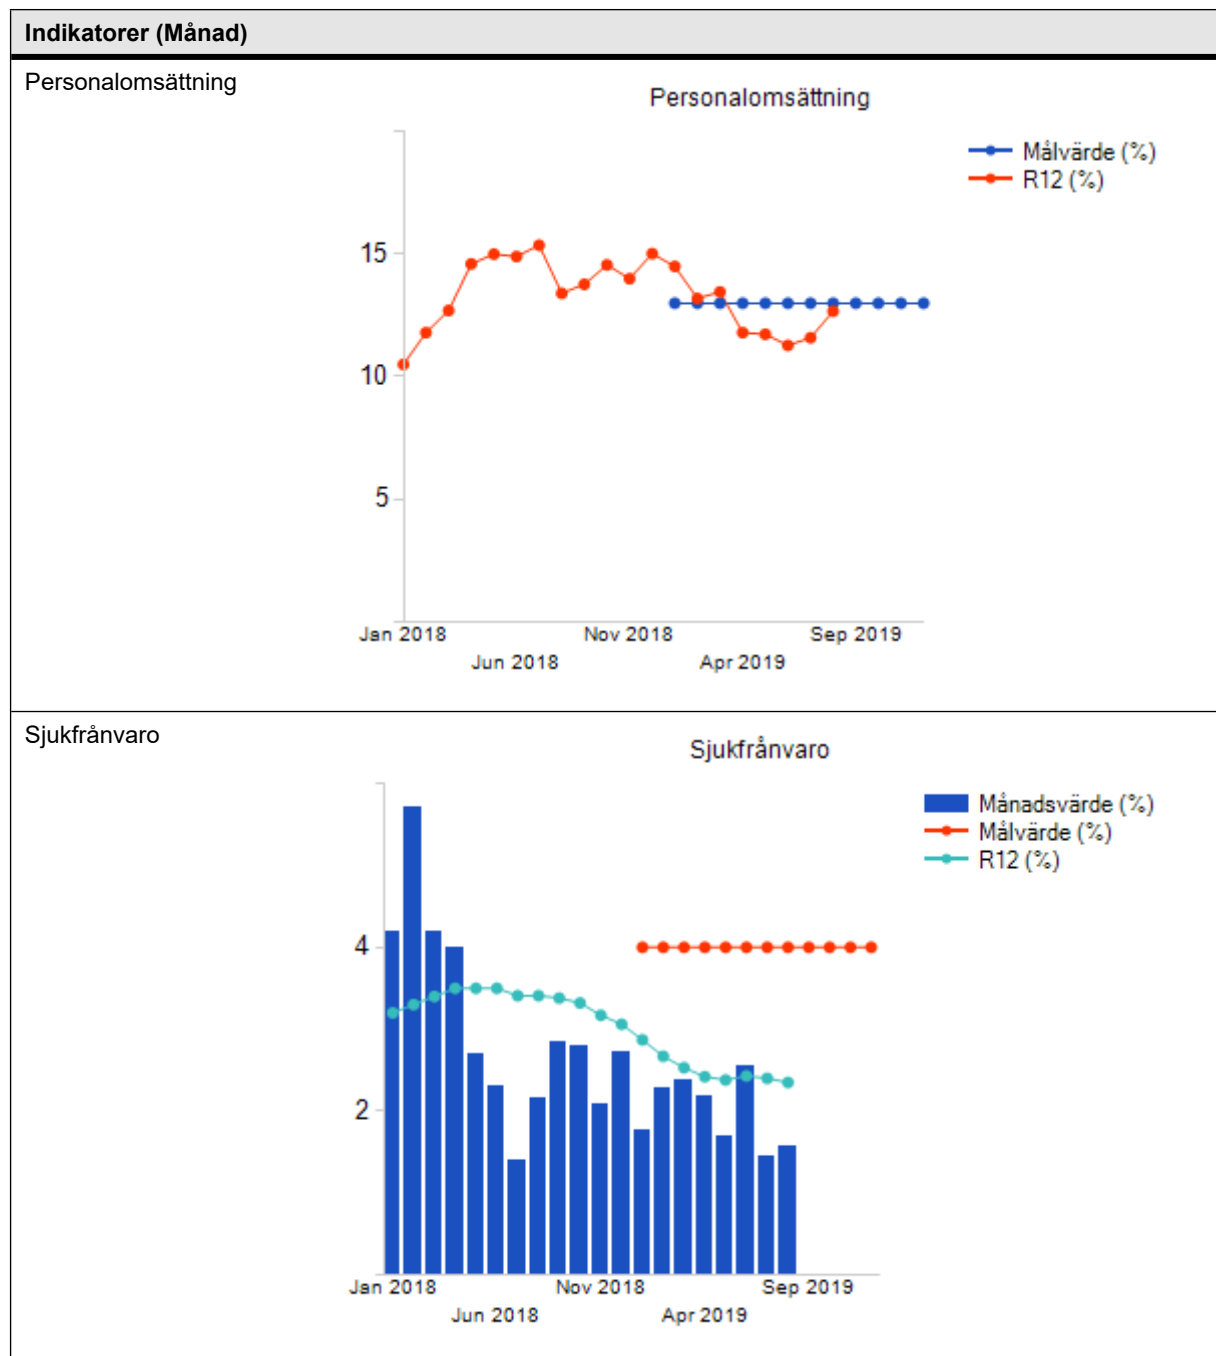 Indikatorer (Månad)
Personalomsättning
Personalomsättning
Målvärde (%)
R12 (%)
15
10
5
Jan 2018
Nov 2018
Sep 2019
Jun 2018
Apr 2019
Sjukfrånvaro
Sjukfrånvaro
Månadsvärde (%)
Målvärde (%)
R12 (%)
4
2
Jan 2018
Nov 2018
Sep 2019
Jun 2018
Apr 2019